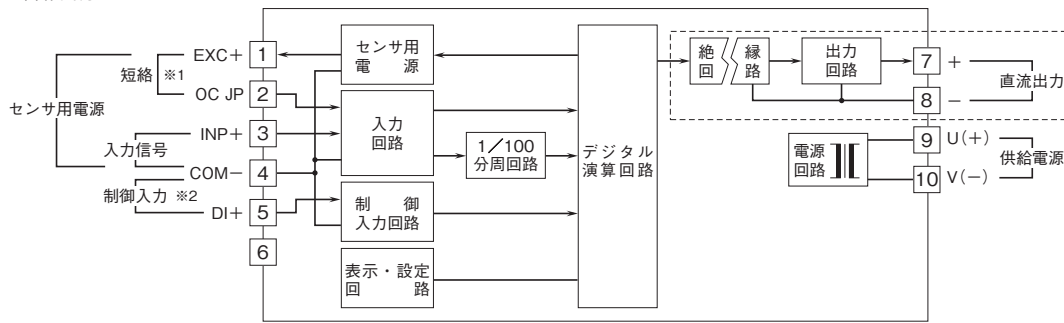 センサ用電源
短絡 ※1
入力信号
制御入力 ※2
EXC+ 1
OC JP 2
INP+ 3
COM− 4
DI+ 5
6
センサ用
電 源
入力
回路
1/100
分周回路
制 御
入力回路
表示・設定
回 路
デジタル
演算回路
絶 縁
回 路
出力
回路
7 +
8 −
直流出力
電源
回路
9 U(+)
10 V(−)
供給電源